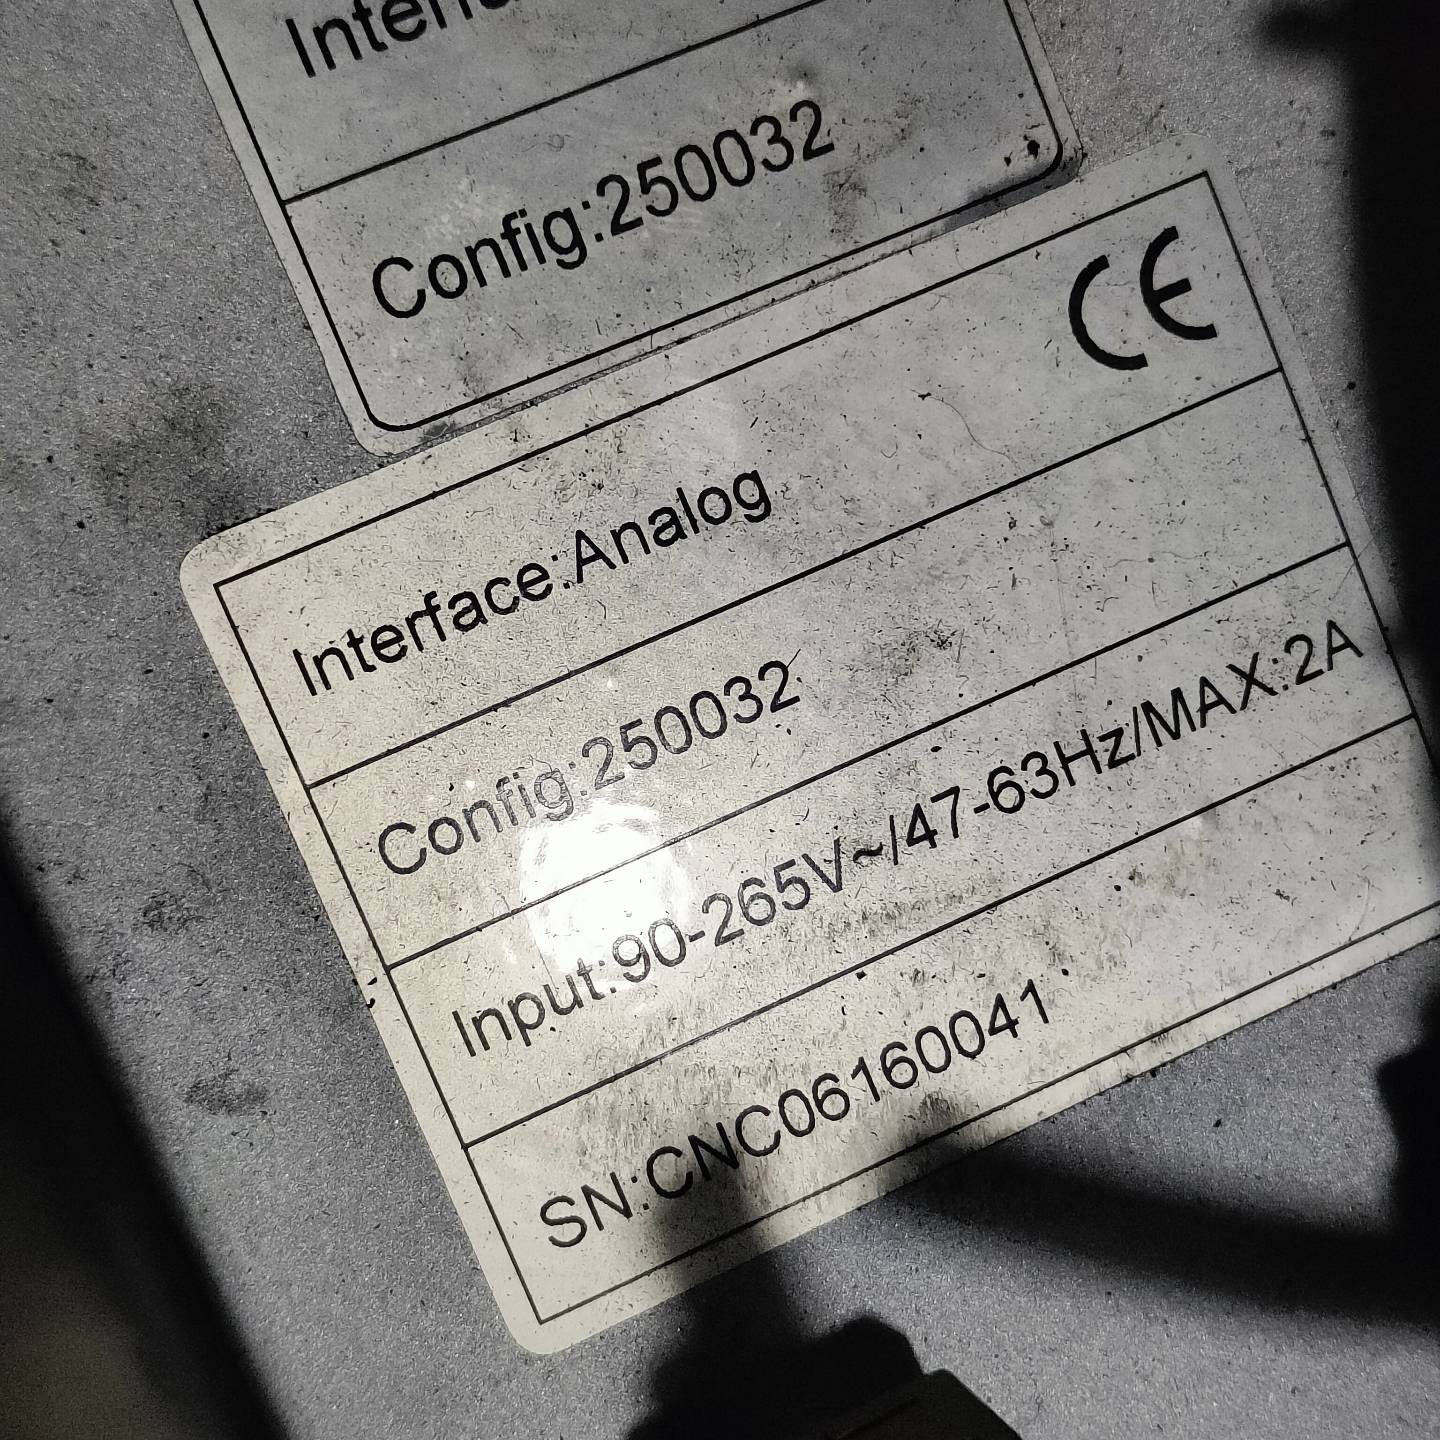 Config:250032
CE
Interface:Analog
Config:250032
Input:90-265V~/47-63Hz/MAX:2A
SN:CNC06160041